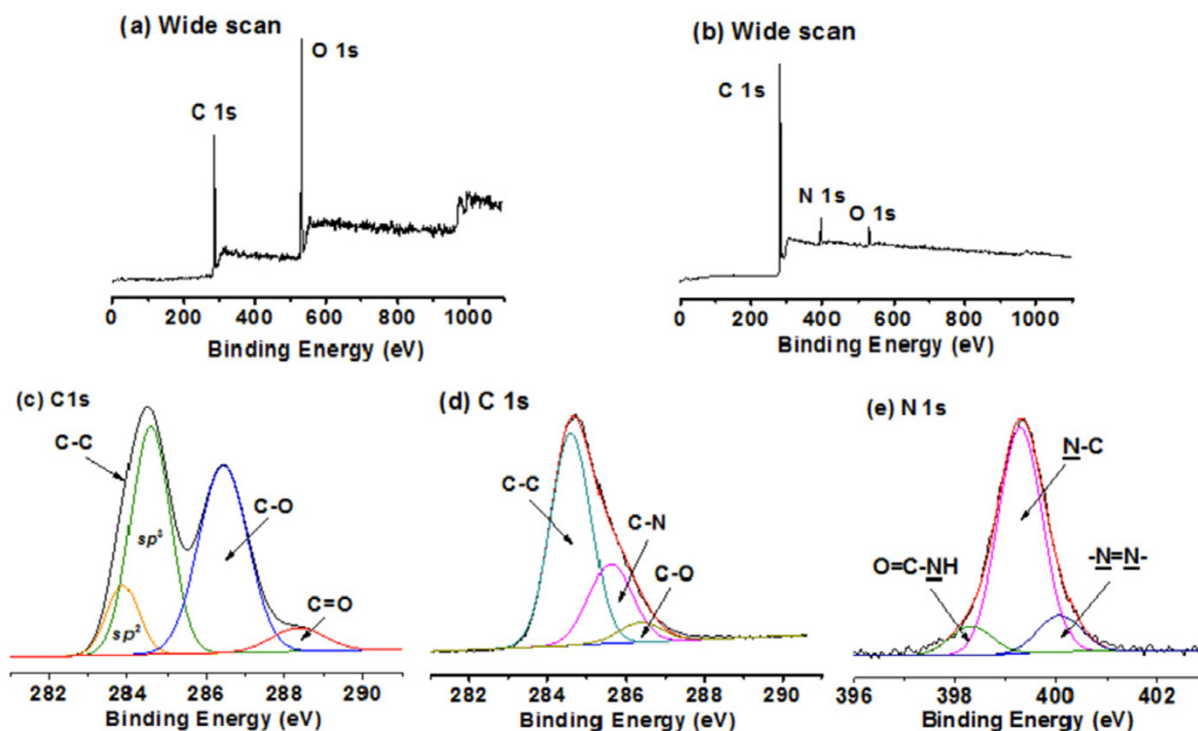 (a) Wide scan
O 1s
C 1s
0 200 400 600 800 1000
Binding Energy (eV)
(b) Wide scan
C 1s
N 1s
O 1s
0 200 400 600 800 1000
Binding Energy (eV)
(c) C1s
C-C
sp³
sp²
C-O
C=O
282 284 286 288 290
Binding Energy (eV)
(d) C 1s
C-C
C-N
C-O
282 284 286 288 290
Binding Energy (eV)
(e) N 1s
N-C
O=C-NH
-N=N-
396 398 400 402
Binding Energy (eV)